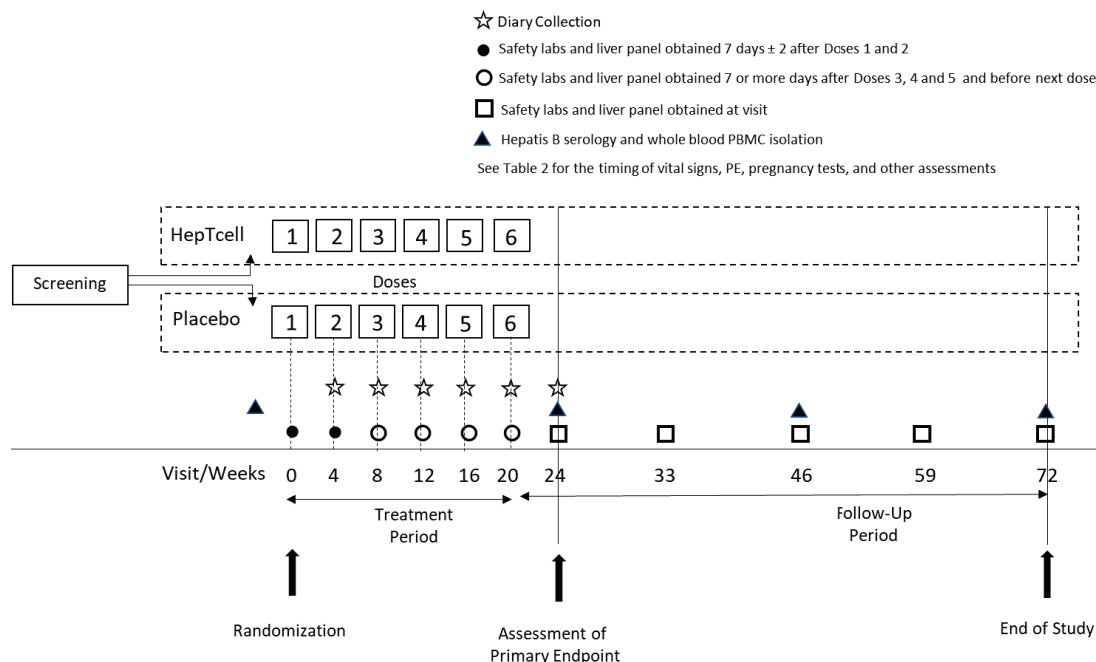 Diary Collection
Safety labs and liver panel obtained 7 days ± 2 after Doses 1 and 2
Safety labs and liver panel obtained 7 or more days after Doses 3, 4 and 5 and before next dose
Safety labs and liver panel obtained at visit
Hepatis B serology and whole blood PBMC isolation
See Table 2 for the timing of vital signs, PE, pregnancy tests, and other assessments
HepTcell 1 2 3 4 5 6
Screening
Doses
Placebo 1 2 3 4 5 6
Visit/Weeks 0 4 8 12 16 20 24 33 46 59 72
Treatment
Period
Follow-Up
Period
Randomization
Assessment of
Primary Endpoint
End of Study